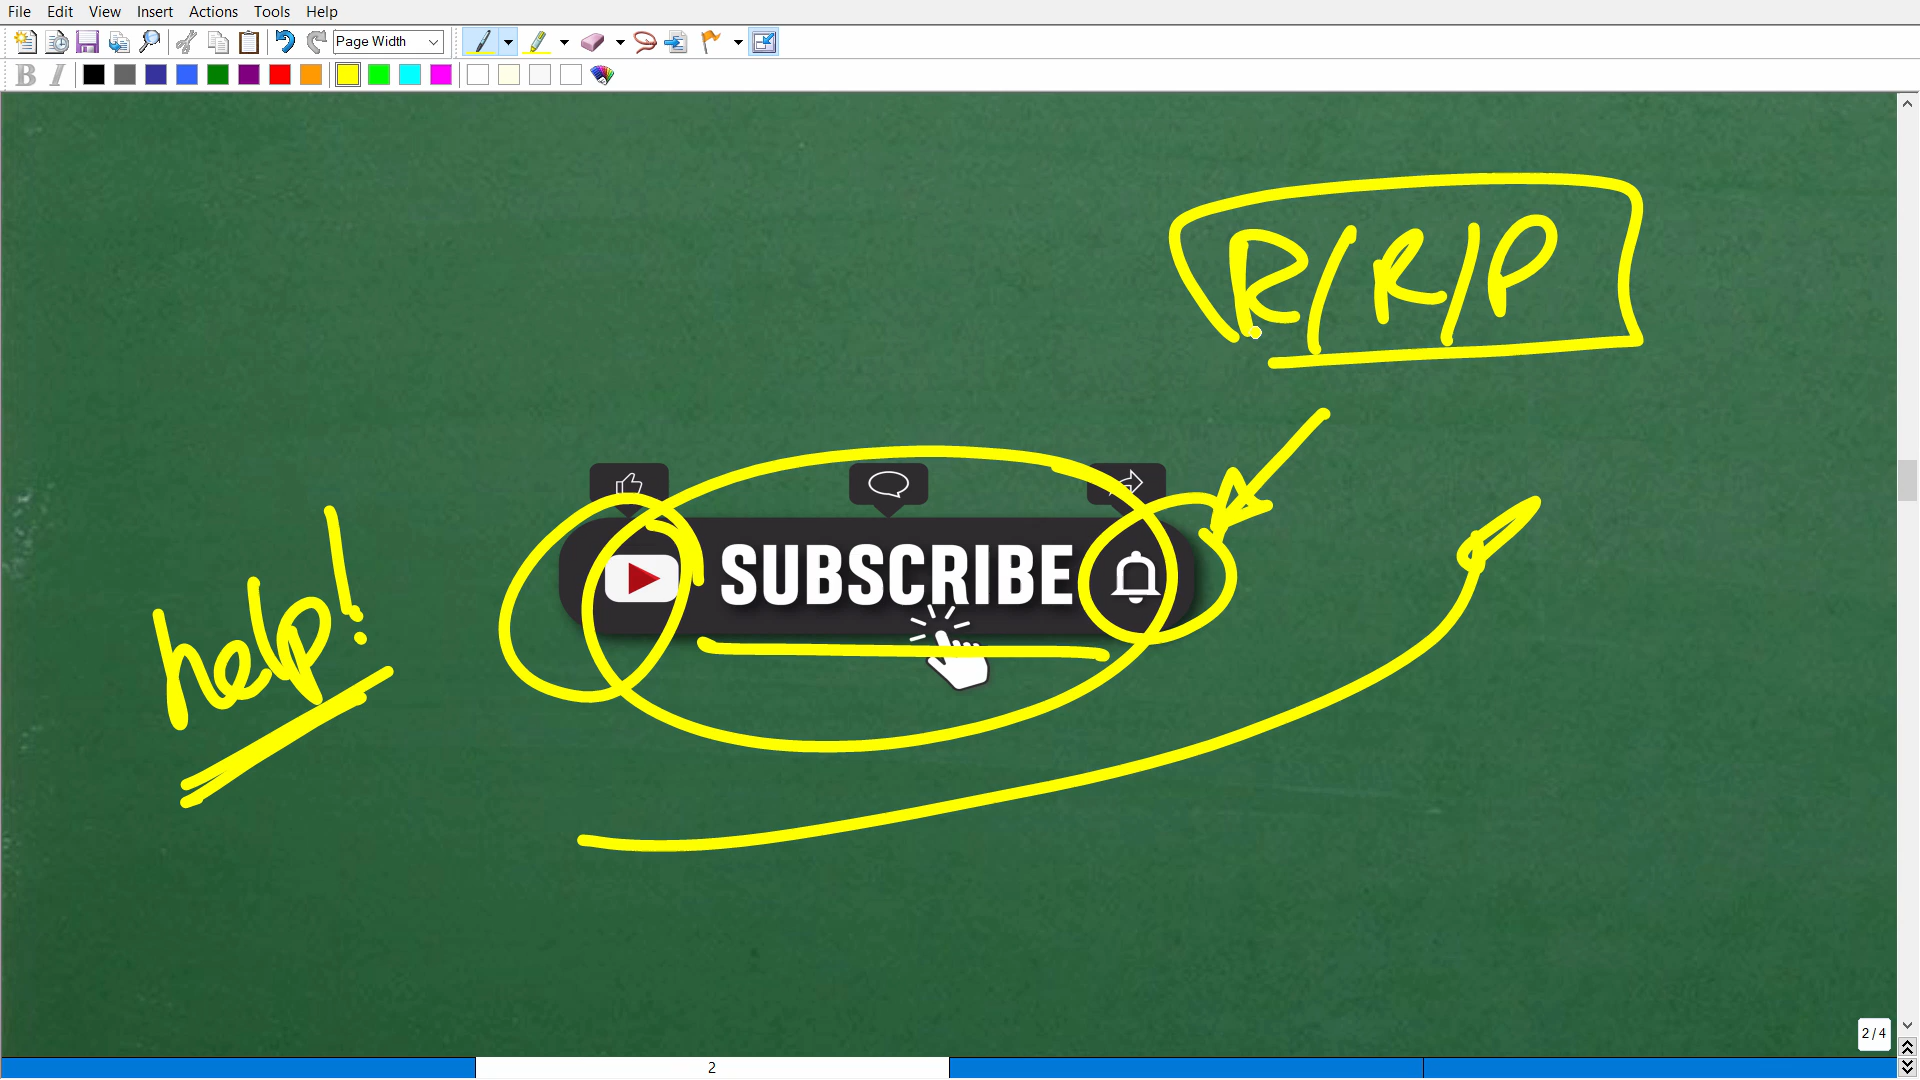 File Edit View Insert Actions Tools Help
Page Width
B I
R/R/P
SUBSCRIBE
help!
2 / 4
2